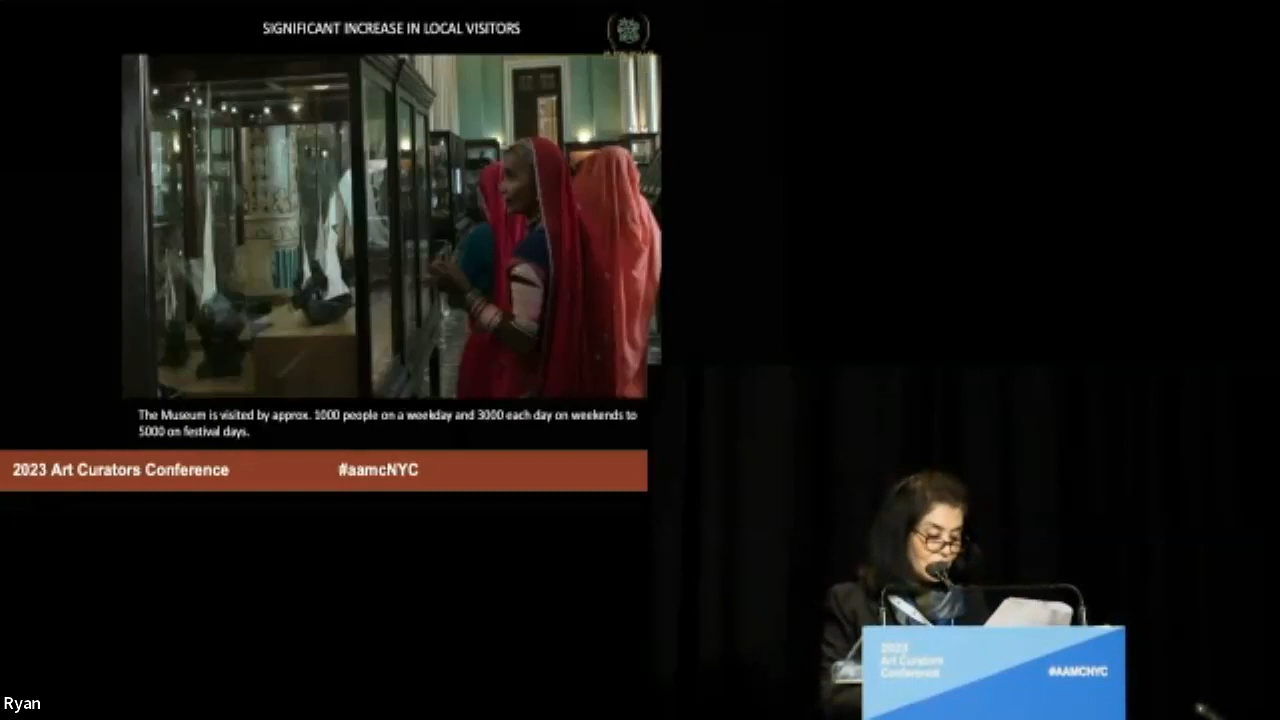 SIGNIFICANT INCREASE IN LOCAL VISITORS
The Museum is visited by approx. 1000 people on a weekday and 3000 each day on weekends to
5000 on festival days.
2023 Art Curators Conference #aamcNYC
2023
Art Curators
Conference
#AAMCNYC
Ryan